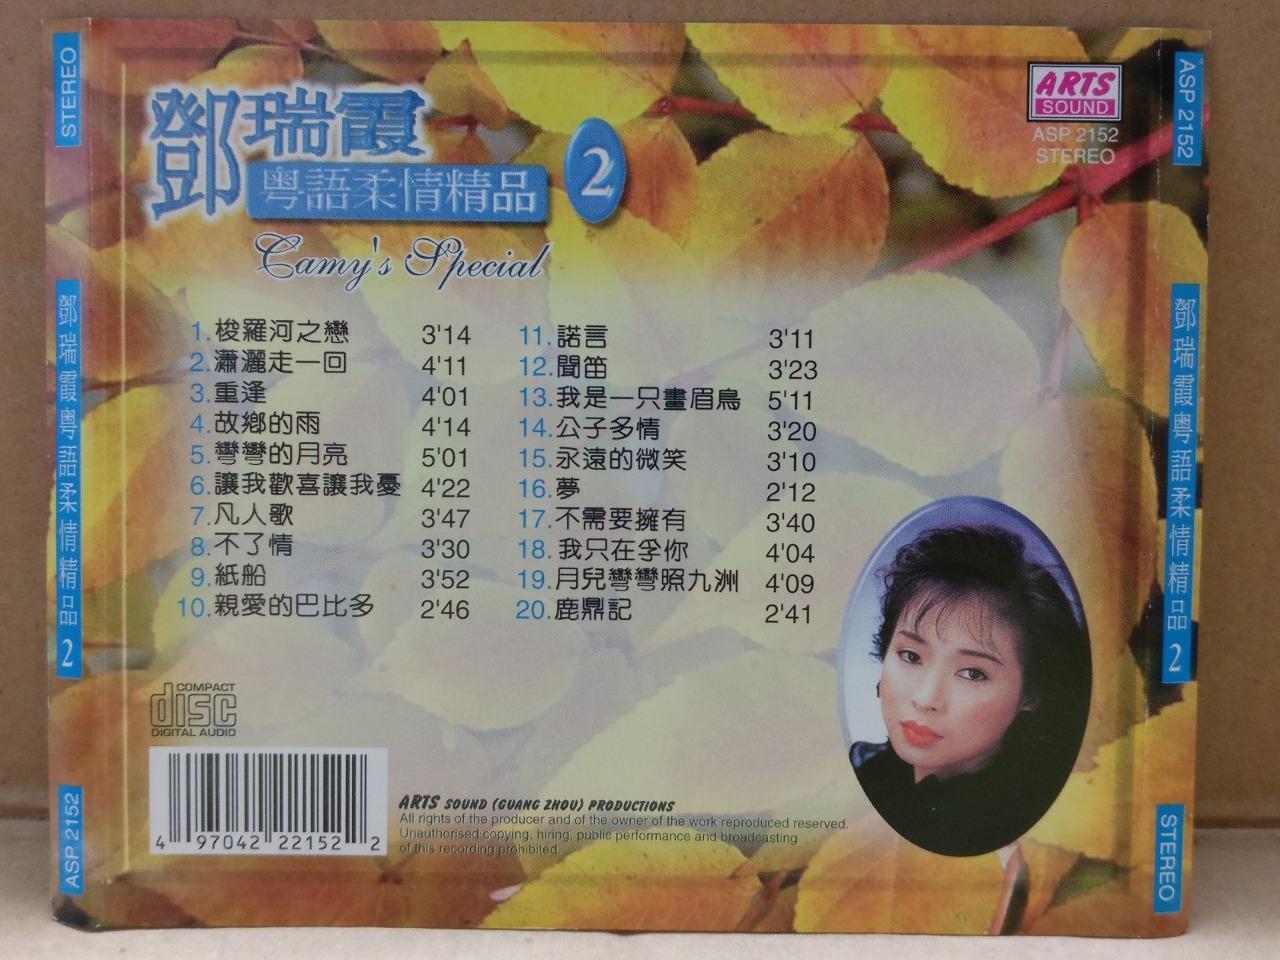 STEREO
鄧瑞霞
粵語柔情精品
2
Camy's Special
ARTS
SOUND
ASP 2152
STEREO
ASP 2152
1. 梭羅河之戀 3'14
2. 瀟灑走一回 4'11
3. 重逢 4'01
4. 故鄉的雨 4'14
5. 彎彎的月亮 5'01
6. 讓我歡喜讓我憂 4'22
7. 凡人歌 3'47
8. 不了情 3'30
9. 紙船 3'52
10. 親愛的巴比多 2'46
11. 諾言 3'11
12. 聞笛 3'23
13. 我是一只畫眉鳥 5'11
14. 公子多情 3'20
15. 永遠的微笑 3'10
16. 夢 2'12
17. 不需要擁有 3'40
18. 我只在乎你 4'04
19. 月兒彎彎照九洲 4'09
20. 鹿鼎記 2'41
鄧瑞霞粵語柔情精品 2
鄧瑞霞粵語柔情精品 2
COMPACT
disc
DIGITAL AUDIO
4 97042 22152 2
ARTS SOUND (GUANG ZHOU) PRODUCTIONS
All rights of the producer and of the owner of the work reproduced reserved.
Unauthorised copying, hiring, public performance and broadcasting
of this recording prohibited.
ASP 2152
STEREO